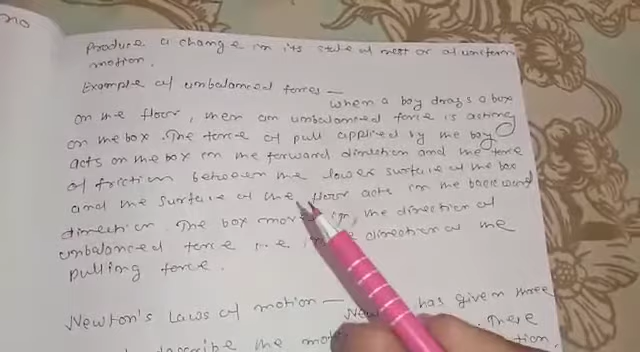 Produce a change in its state of rest or of uniform
motion.
Example of unbalanced forces —
When a boy drags a box
on the floor, then an unbalanced force is acting
on the box. The force of pull applied by the boy
acts on the box in the forward direction and the force
of friction between the lower surface of the box
and the surface of the floor acts in the backward
direction. The box moves in the direction of
unbalanced force i.e. in the direction of the
pulling force.
Newton's Laws of motion — has given three
describe the These